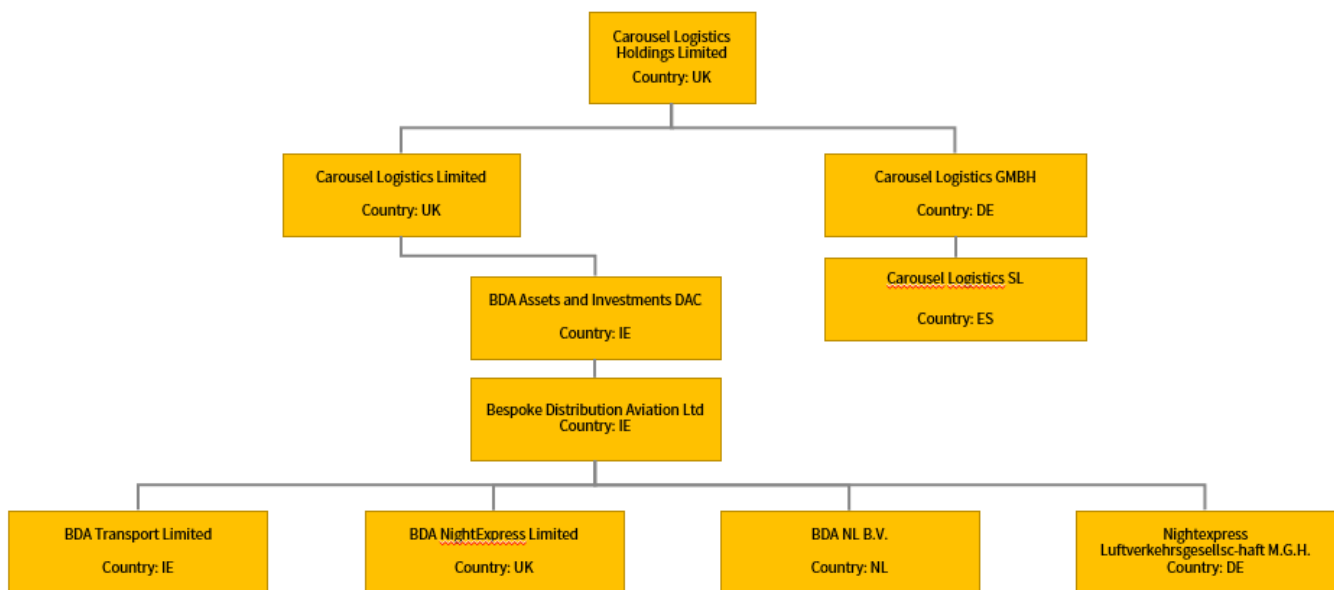 Carousel Logistics
Holdings Limited
Country: UK
Carousel Logistics Limited
Country: UK
Carousel Logistics GMBH
Country: DE
BDA Assets and Investments DAC
Country: IE
Carousel Logistics SL
Country: ES
Bespoke Distribution Aviation Ltd
Country: IE
BDA Transport Limited
Country: IE
BDA NightExpress Limited
Country: UK
BDA NL B.V.
Country: NL
Nightexpress
Luftverkehrsgesellsc-haft M.G.H.
Country: DE